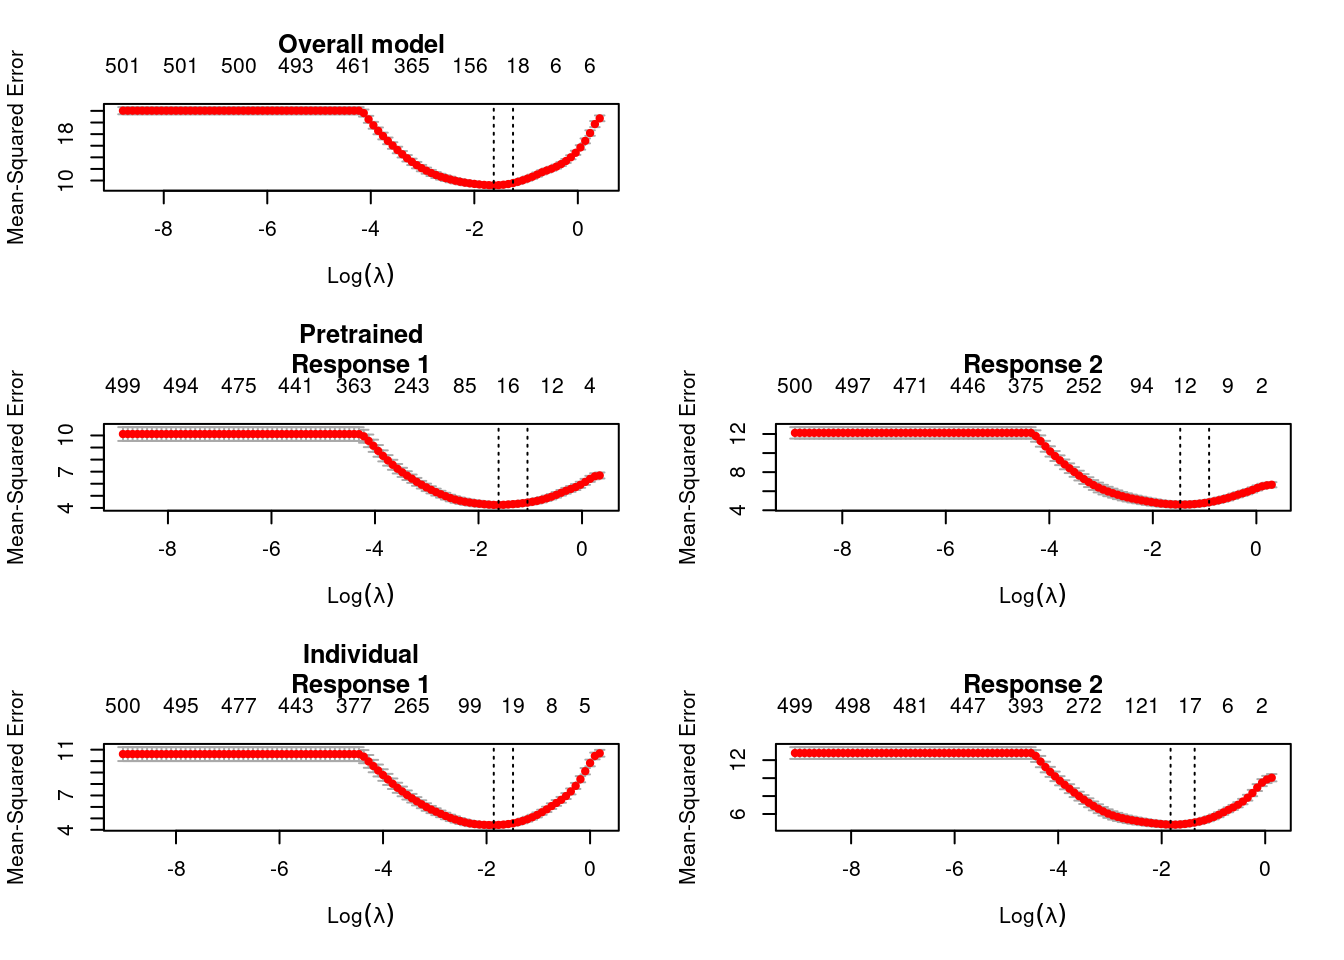 Overall model
501 501 500 493 461 365 156 18 6 6
Mean-Squared Error
18
10
-8 -6 -4 -2 0
Log(λ)
Pretrained
Response 1
499 494 475 441 363 243 85 16 12 4
Mean-Squared Error
10
7
4
-8 -6 -4 -2 0
Log(λ)
Response 2
500 497 471 446 375 252 94 12 9 2
Mean-Squared Error
12
8
4
-8 -6 -4 -2 0
Log(λ)
Individual
Response 1
500 495 477 443 377 265 99 19 8 5
Mean-Squared Error
11
7
4
-8 -6 -4 -2 0
Log(λ)
Response 2
499 498 481 447 393 272 121 17 6 2
Mean-Squared Error
12
6
-8 -6 -4 -2 0
Log(λ)